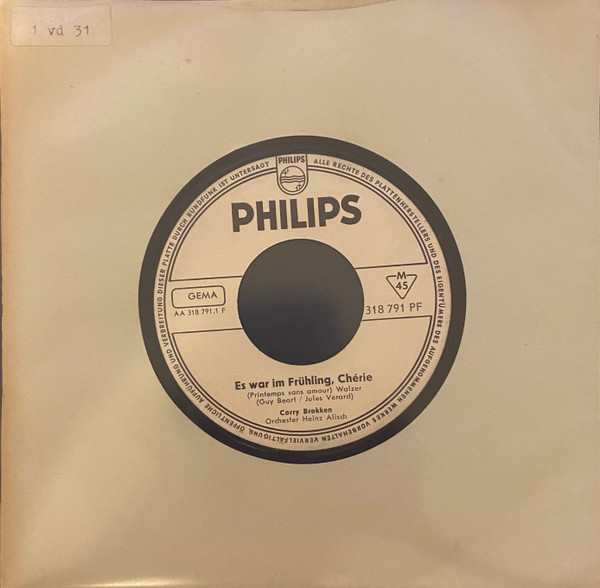 1 vd 31
ALLE RECHTE DES PLATTENHERSTELLERS UND DES EIGENTÜMERS DES AUFGENOMMENEN WERKES VORBEHALTEN VERVIELFÄLTIGUNG, ÖFFENTLICHE AUFFÜHRUNG UND VERBREITUNG DIESER PLATTE DURCH RUNDFUNK IST UNTERSAGT
PHILIPS
PHILIPS
GEMA
M
45
AA 318 791.1 F
318 791 PF
Es war im Frühling, Chérie
(Printemps sans amour) Walzer
(Guy Beart / Jules Verard)
Corry Brokken
Orchester Heinz Alisch